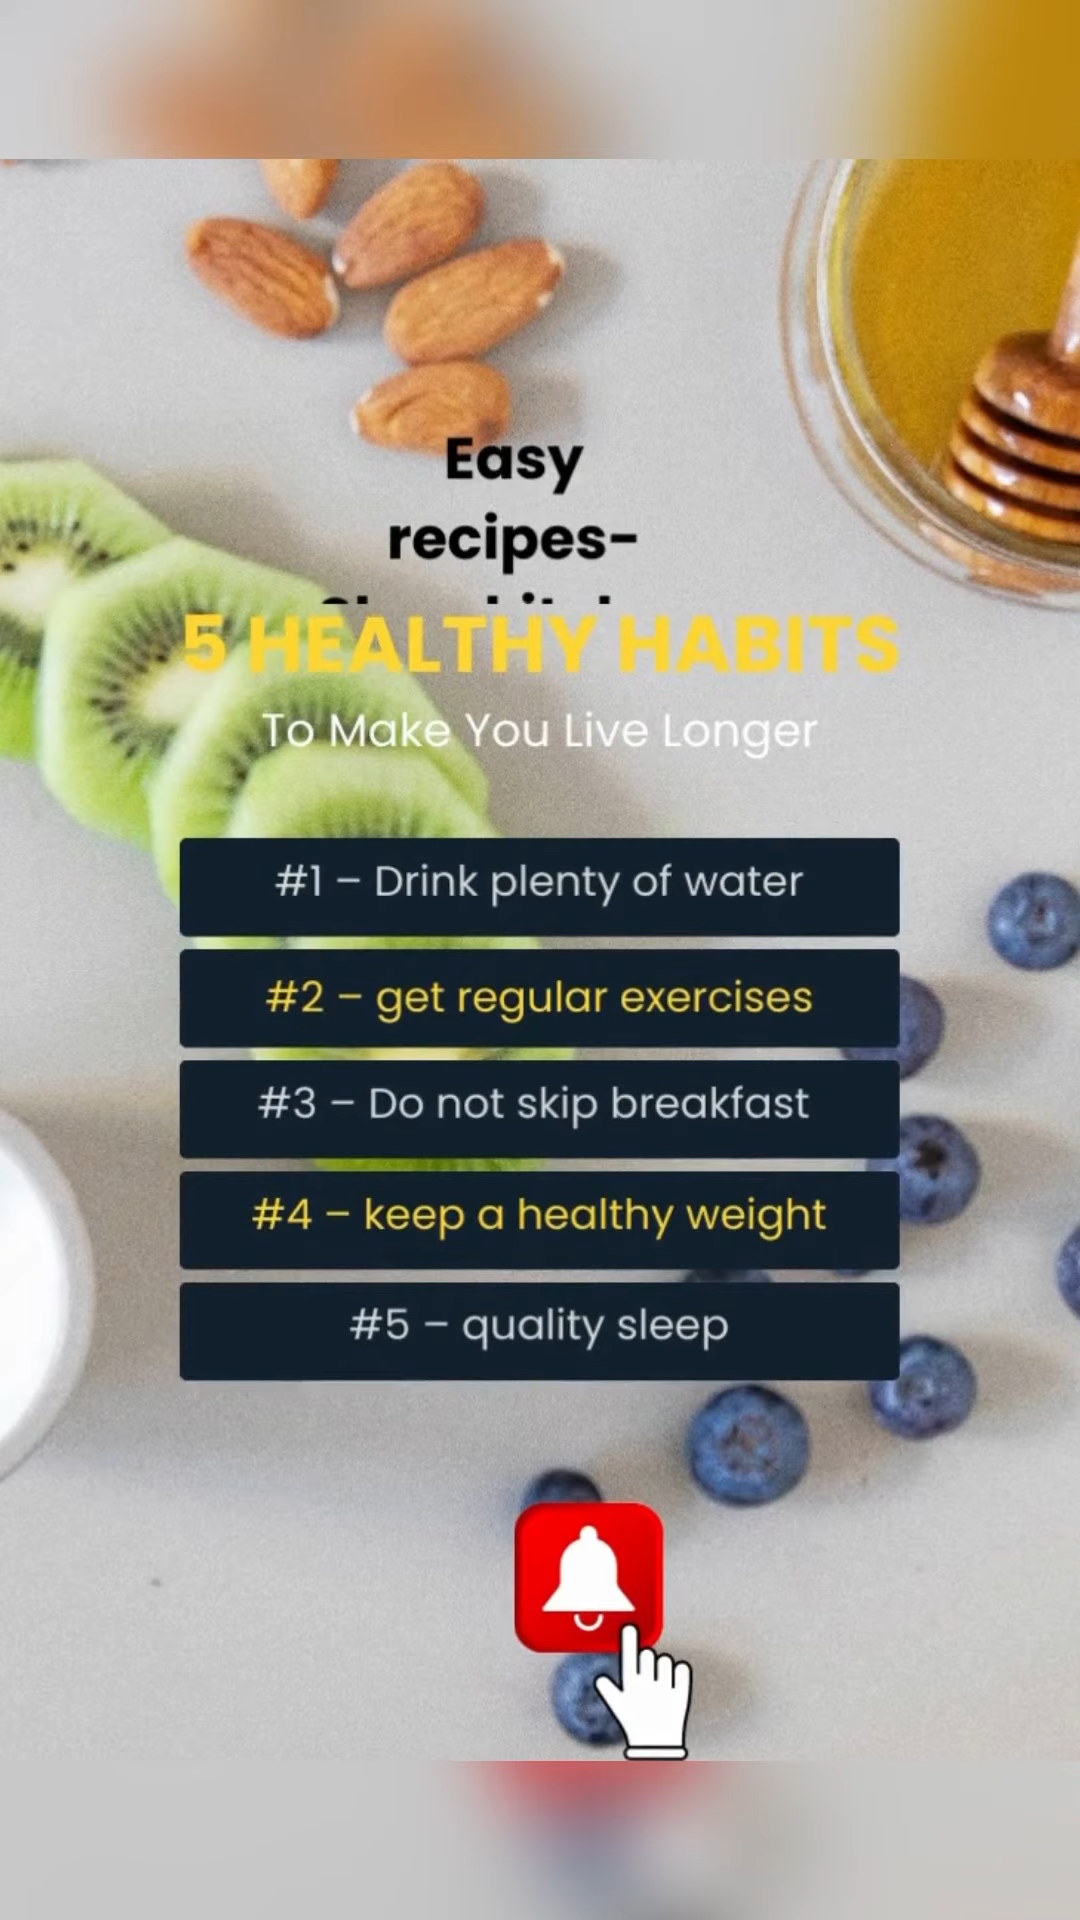 Easy
recipes-
5 HEALTHY HABITS
To Make You Live Longer
#1 – Drink plenty of water
#2 – get regular exercises
#3 – Do not skip breakfast
#4 – keep a healthy weight
#5 – quality sleep